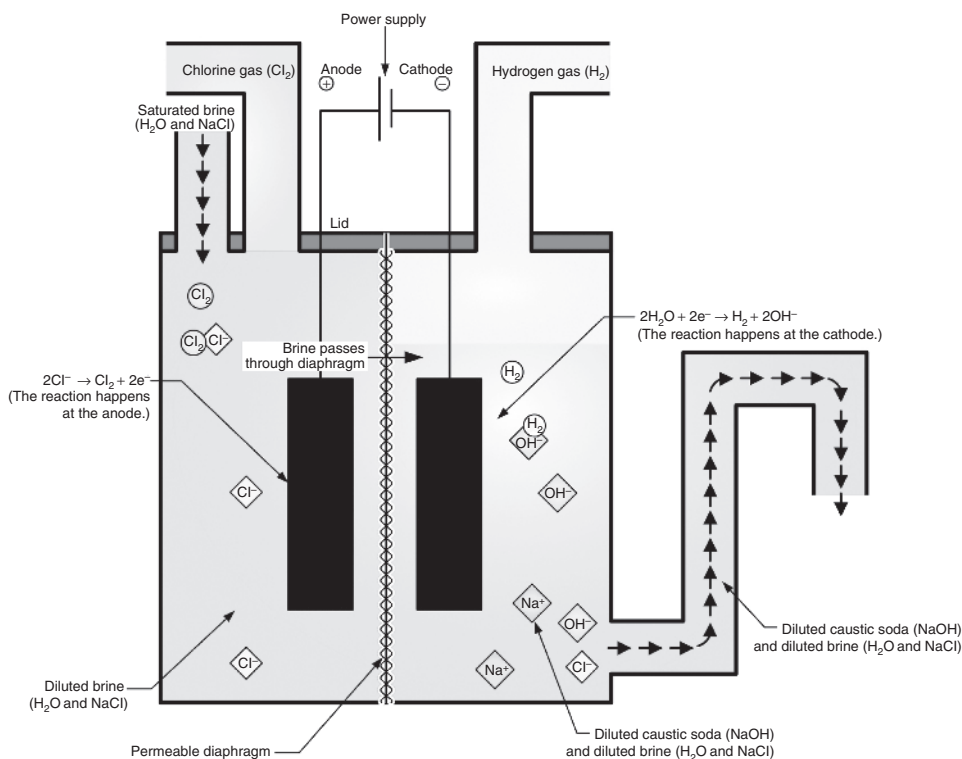 Power supply
Chlorine gas (Cl₂)
Anode
+
Cathode
−
Hydrogen gas (H₂)
Saturated brine
(H₂O and NaCl)
Lid
Cl₂
Cl₂
Cl⁻
Brine passes
through diaphragm
2H₂O + 2e⁻ → H₂ + 2OH⁻
(The reaction happens at the cathode.)
2Cl⁻ → Cl₂ + 2e⁻
(The reaction happens
at the anode.)
H₂
H₂
OH⁻
Cl⁻
OH⁻
Na⁺
OH⁻
Cl⁻
Na⁺
Cl⁻
Diluted caustic soda (NaOH)
and diluted brine (H₂O and NaCl)
Diluted brine
(H₂O and NaCl)
Permeable diaphragm
Diluted caustic soda (NaOH)
and diluted brine (H₂O and NaCl)